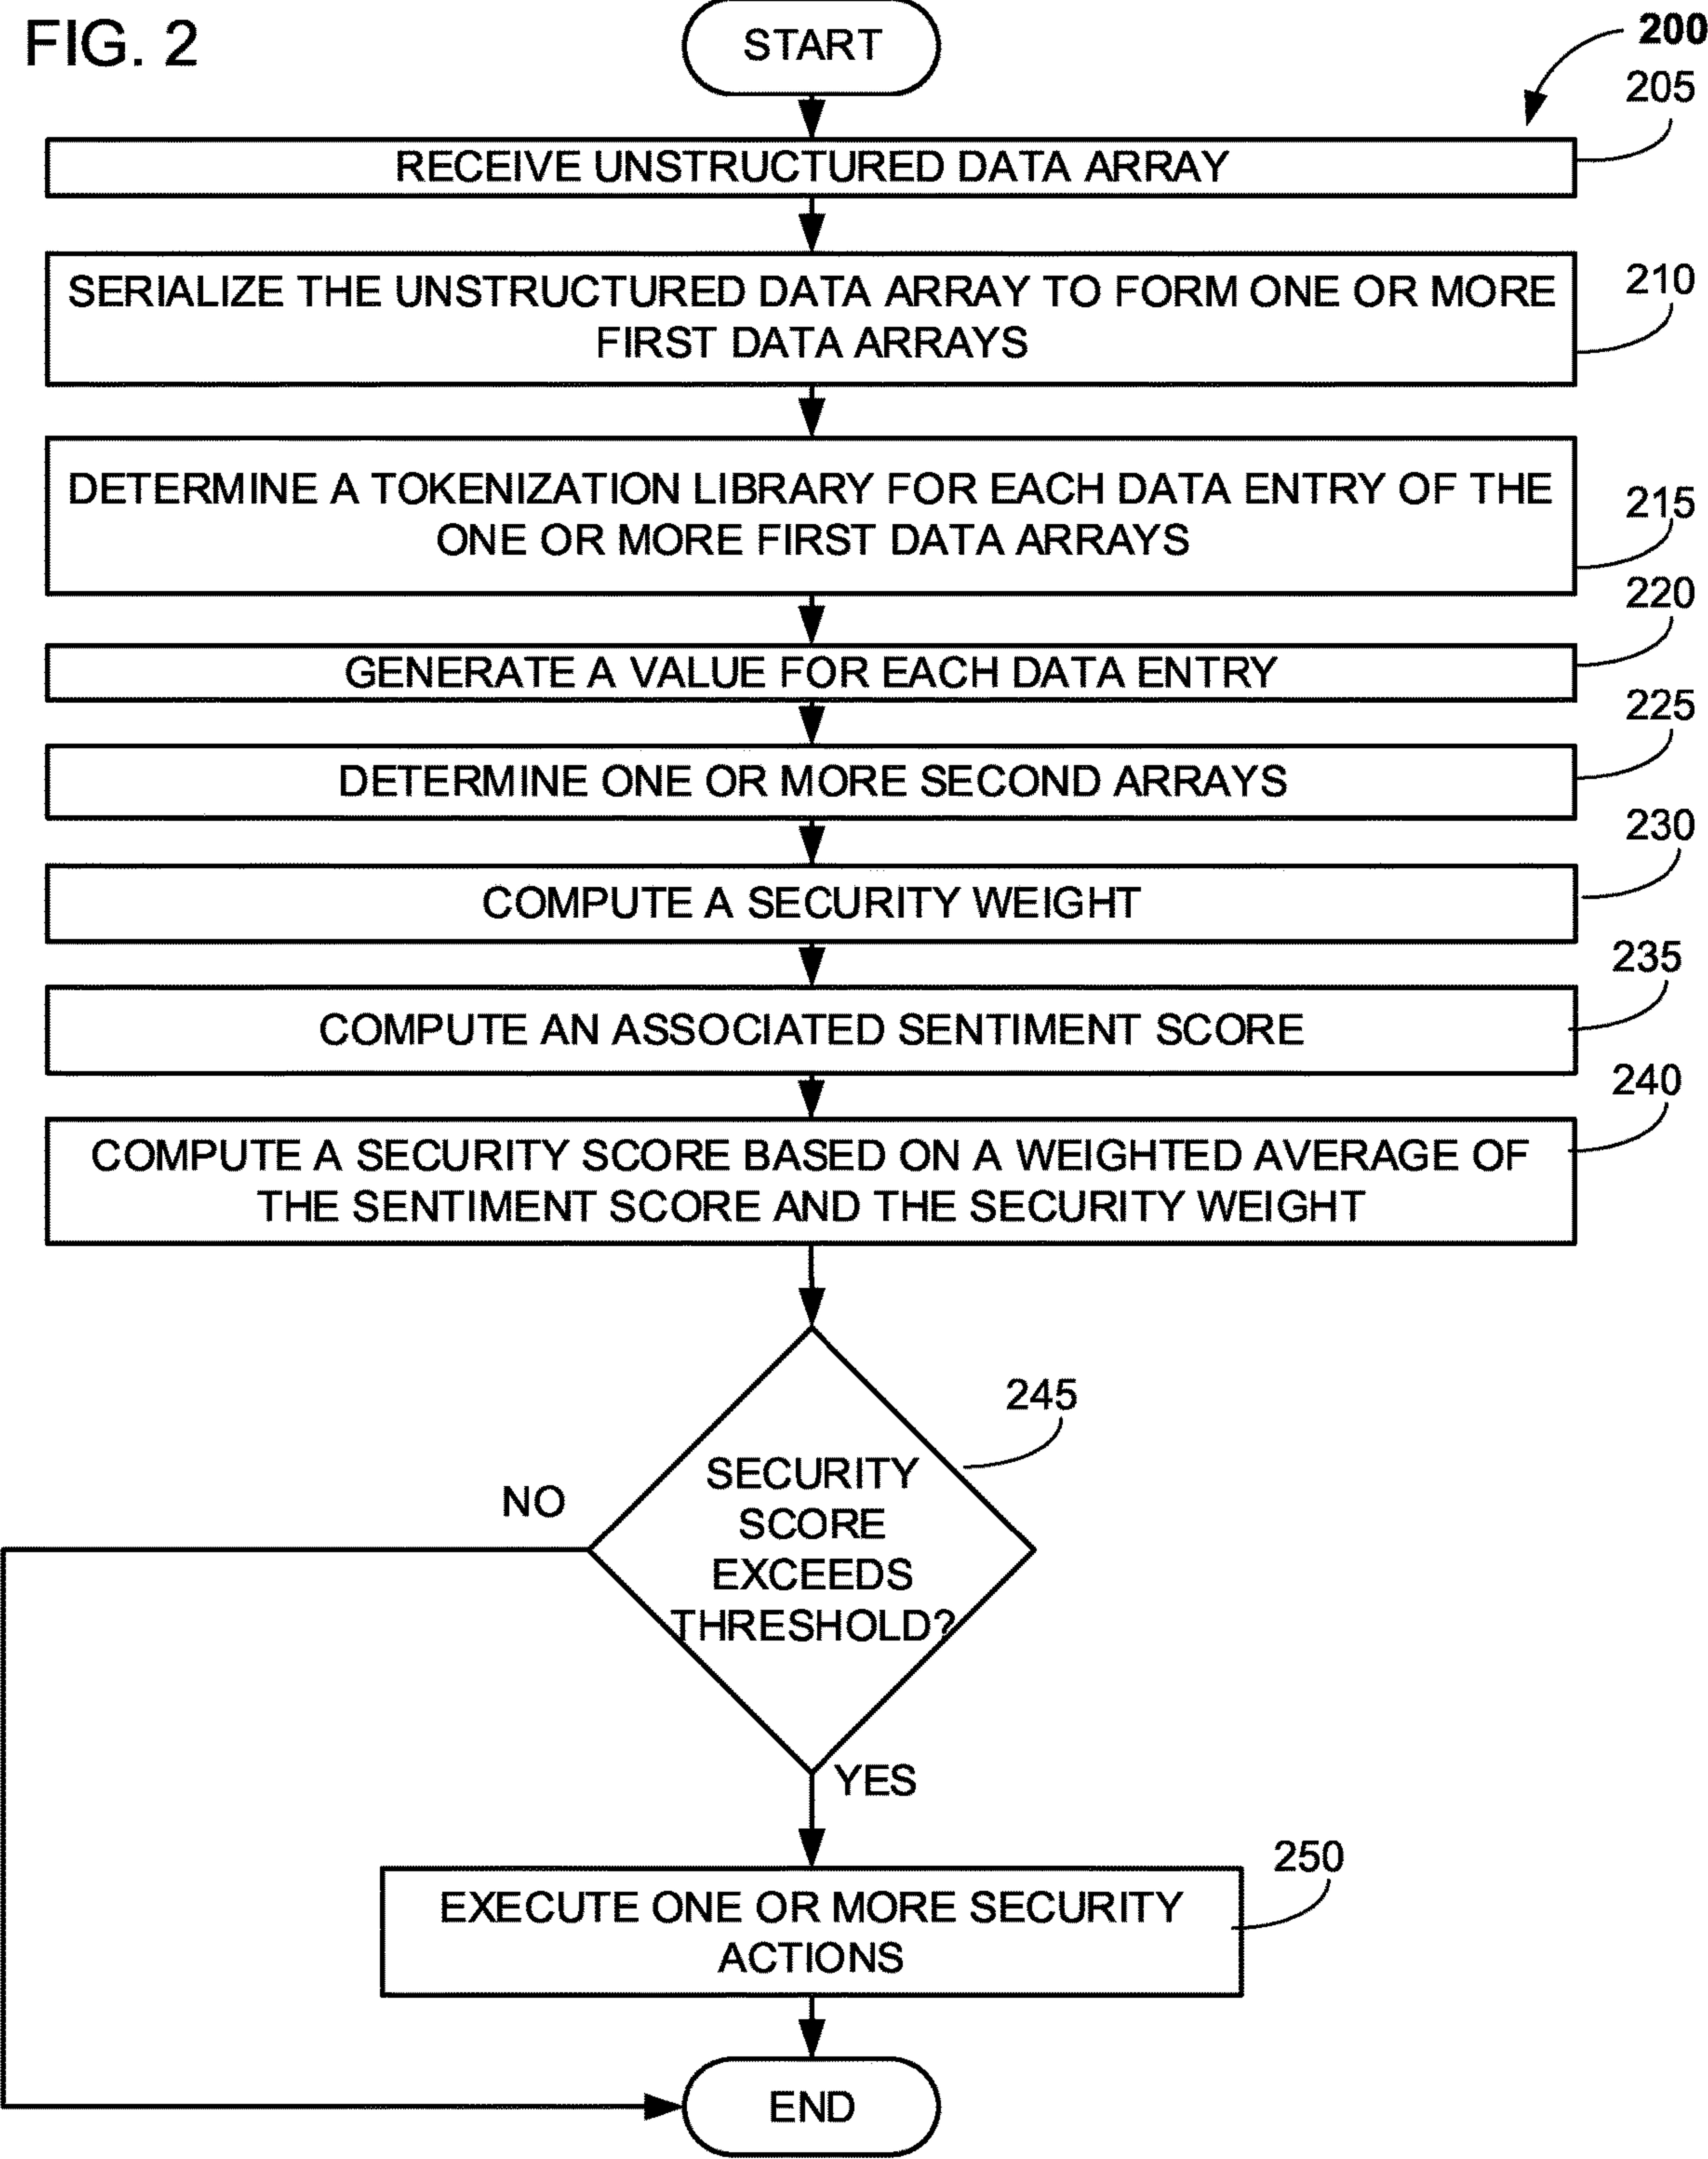 FIG. 2
START
200
205
RECEIVE UNSTRUCTURED DATA ARRAY
SERIALIZE THE UNSTRUCTURED DATA ARRAY TO FORM ONE OR MORE
FIRST DATA ARRAYS
210
DETERMINE A TOKENIZATION LIBRARY FOR EACH DATA ENTRY OF THE
ONE OR MORE FIRST DATA ARRAYS
215
220
GENERATE A VALUE FOR EACH DATA ENTRY
225
DETERMINE ONE OR MORE SECOND ARRAYS
230
COMPUTE A SECURITY WEIGHT
235
COMPUTE AN ASSOCIATED SENTIMENT SCORE
240
COMPUTE A SECURITY SCORE BASED ON A WEIGHTED AVERAGE OF
THE SENTIMENT SCORE AND THE SECURITY WEIGHT
245
SECURITY
SCORE
EXCEEDS
THRESHOLD?
NO
YES
250
EXECUTE ONE OR MORE SECURITY
ACTIONS
END